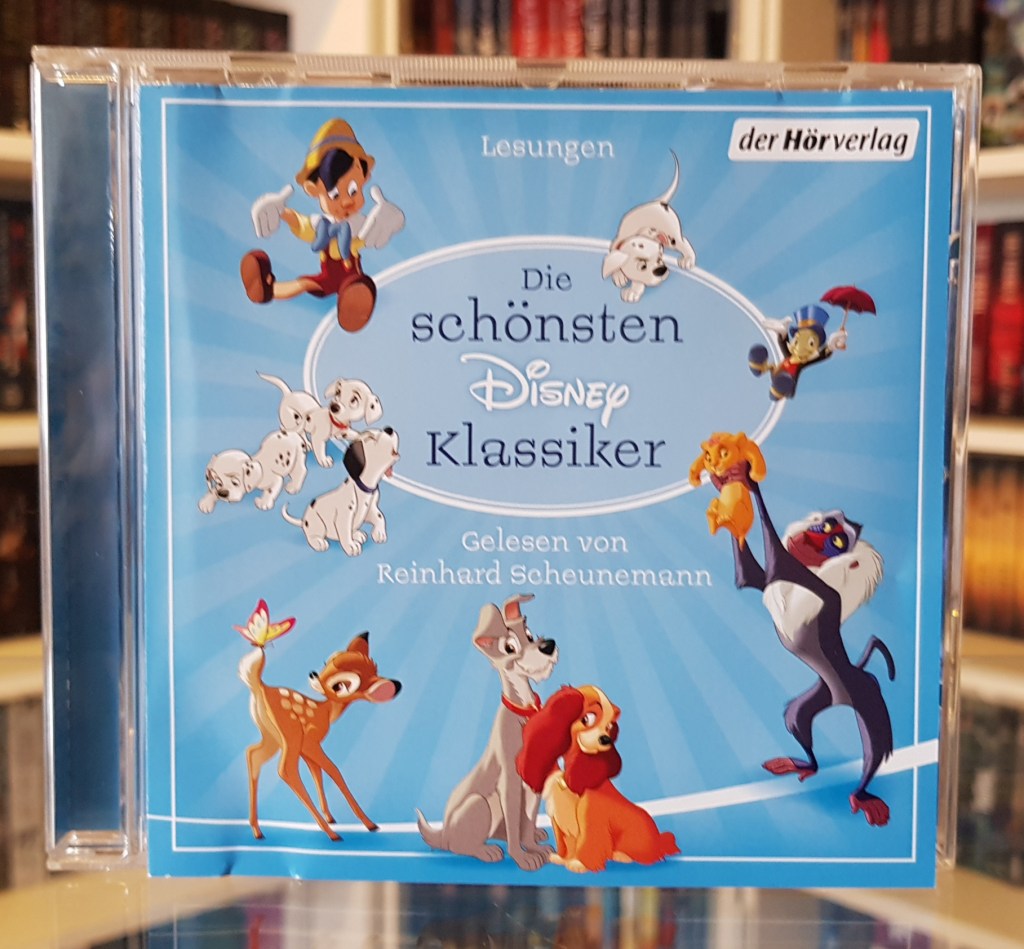 Lesungen
der Hörverlag
Die
schönsten
Disney
Klassiker
Gelesen von
Reinhard Scheunemann